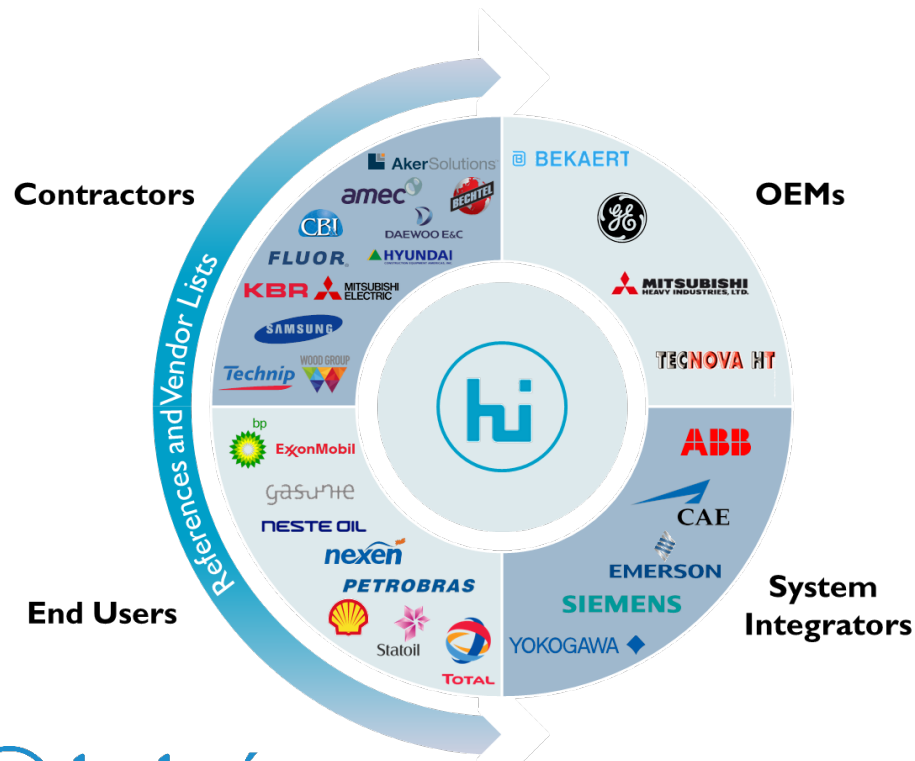 Contractors
OEMs
End Users
System
Integrators
References and Vendor Lists
AkerSolutions
amec
BECHTEL
CBI
DAEWOO E&C
FLUOR
HYUNDAI
KBR
MITSUBISHI
ELECTRIC
SAMSUNG
Technip
WOOD GROUP
BEKAERT
GE
MITSUBISHI
HEAVY INDUSTRIES, LTD.
TECNOVA HT
hi
bp
ExxonMobil
gasunie
NESTE OIL
nexen
PETROBRAS
Statoil
TOTAL
ABB
CAE
EMERSON
SIEMENS
YOKOGAWA